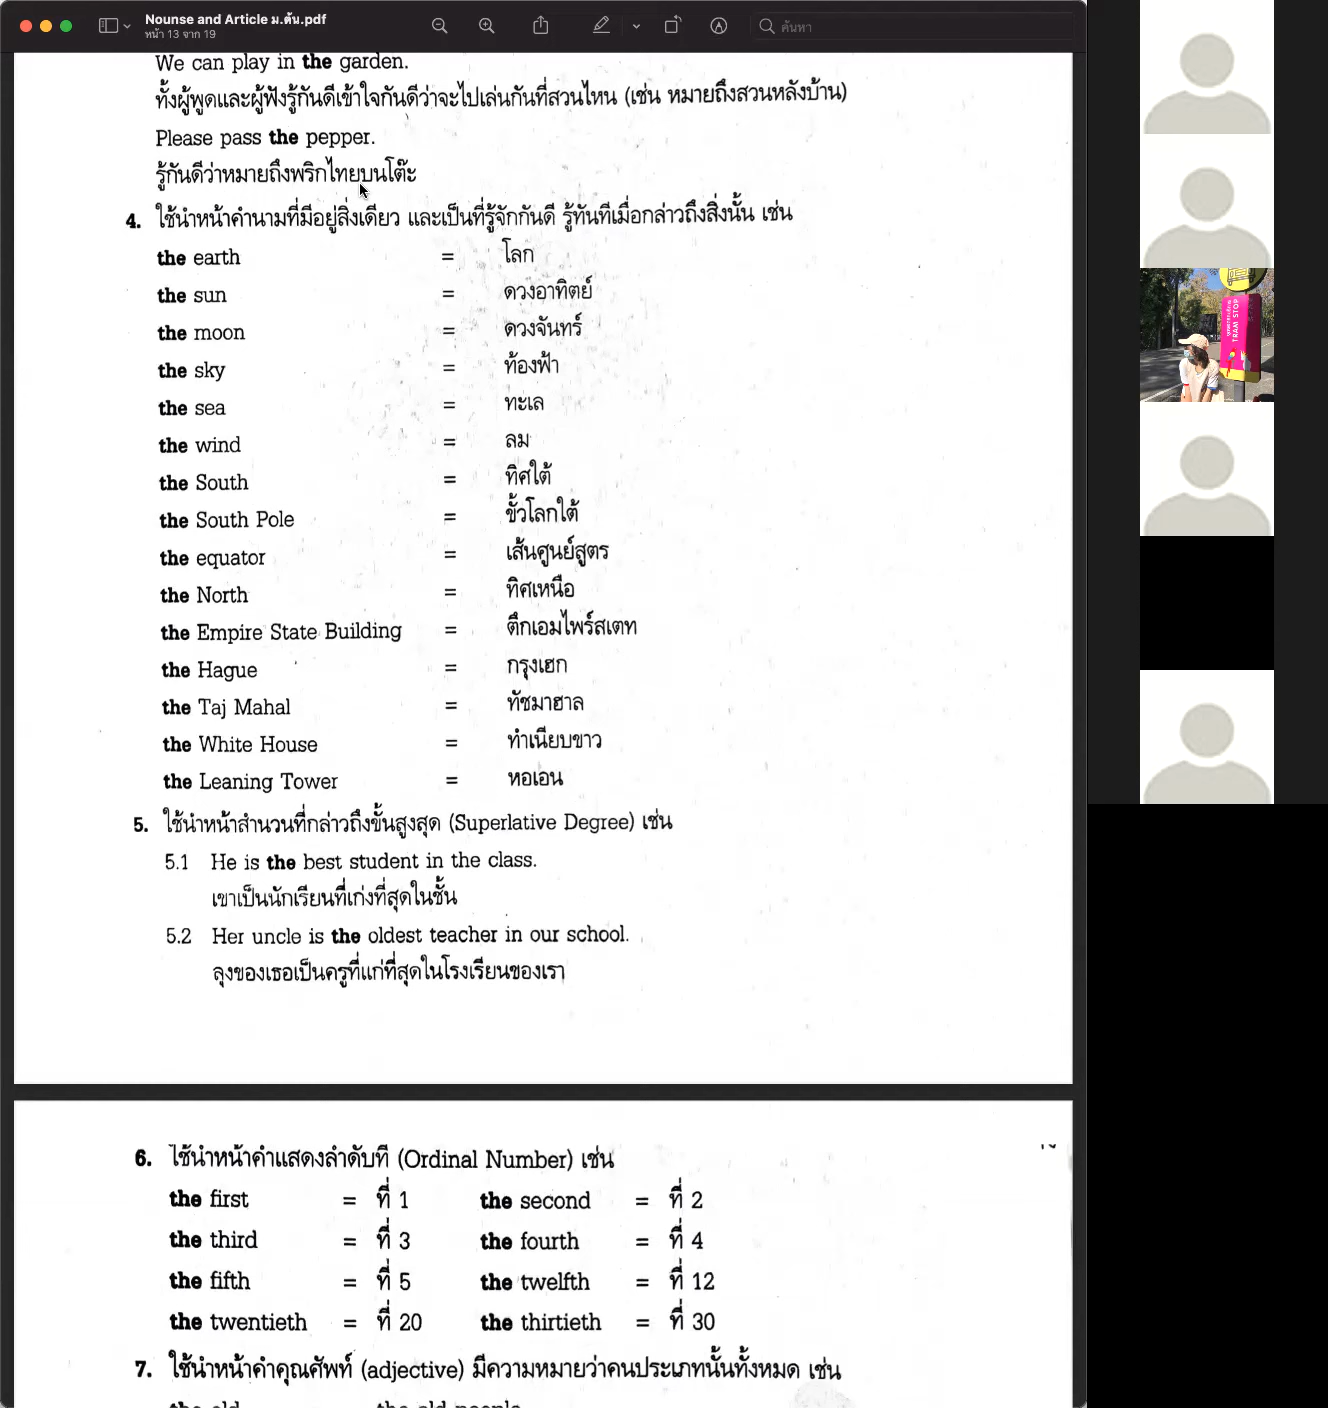 Nounse and Article ม.ต้น.pdf
หน้า 13 จาก 19
ค้นหา
We can play in the garden.
ทั้งผู้พูดและผู้ฟังรู้กันดีเข้าใจกันดีว่าจะไปเล่นกันที่สวนไหน (เช่น หมายถึงสวนหลังบ้าน)
Please pass the pepper.
รู้กันดีว่าหมายถึงพริกไทยบนโต๊ะ
4. ใช้นำหน้าคำนามที่มีอยู่สิ่งเดียว และเป็นที่รู้จักกันดี รู้ทันทีเมื่อกล่าวถึงสิ่งนั้น เช่น
the earth = โลก
the sun = ดวงอาทิตย์
the moon = ดวงจันทร์
the sky = ท้องฟ้า
the sea = ทะเล
the wind = ลม
the South = ทิศใต้
the South Pole = ขั้วโลกใต้
the equator = เส้นศูนย์สูตร
the North = ทิศเหนือ
the Empire State Building = ตึกเอมไพร์สเตท
the Hague = กรุงเฮก
the Taj Mahal = ทัชมาฮาล
the White House = ทำเนียบขาว
the Leaning Tower = หอเอน
5. ใช้นำหน้าสำนวนที่กล่าวถึงขั้นสูงสุด (Superlative Degree) เช่น
5.1 He is the best student in the class.
เขาเป็นนักเรียนที่เก่งที่สุดในชั้น
5.2 Her uncle is the oldest teacher in our school.
ลุงของเธอเป็นครูที่แก่ที่สุดในโรงเรียนของเรา
6. ใช้นำหน้าคำแสดงลำดับที่ (Ordinal Number) เช่น
the first = ที่ 1 the second = ที่ 2
the third = ที่ 3 the fourth = ที่ 4
the fifth = ที่ 5 the twelfth = ที่ 12
the twentieth = ที่ 20 the thirtieth = ที่ 30
7. ใช้นำหน้าคำคุณศัพท์ (adjective) มีความหมายว่าคนประเภทนั้นทั้งหมด เช่น
the old the old people
TRAM STOP